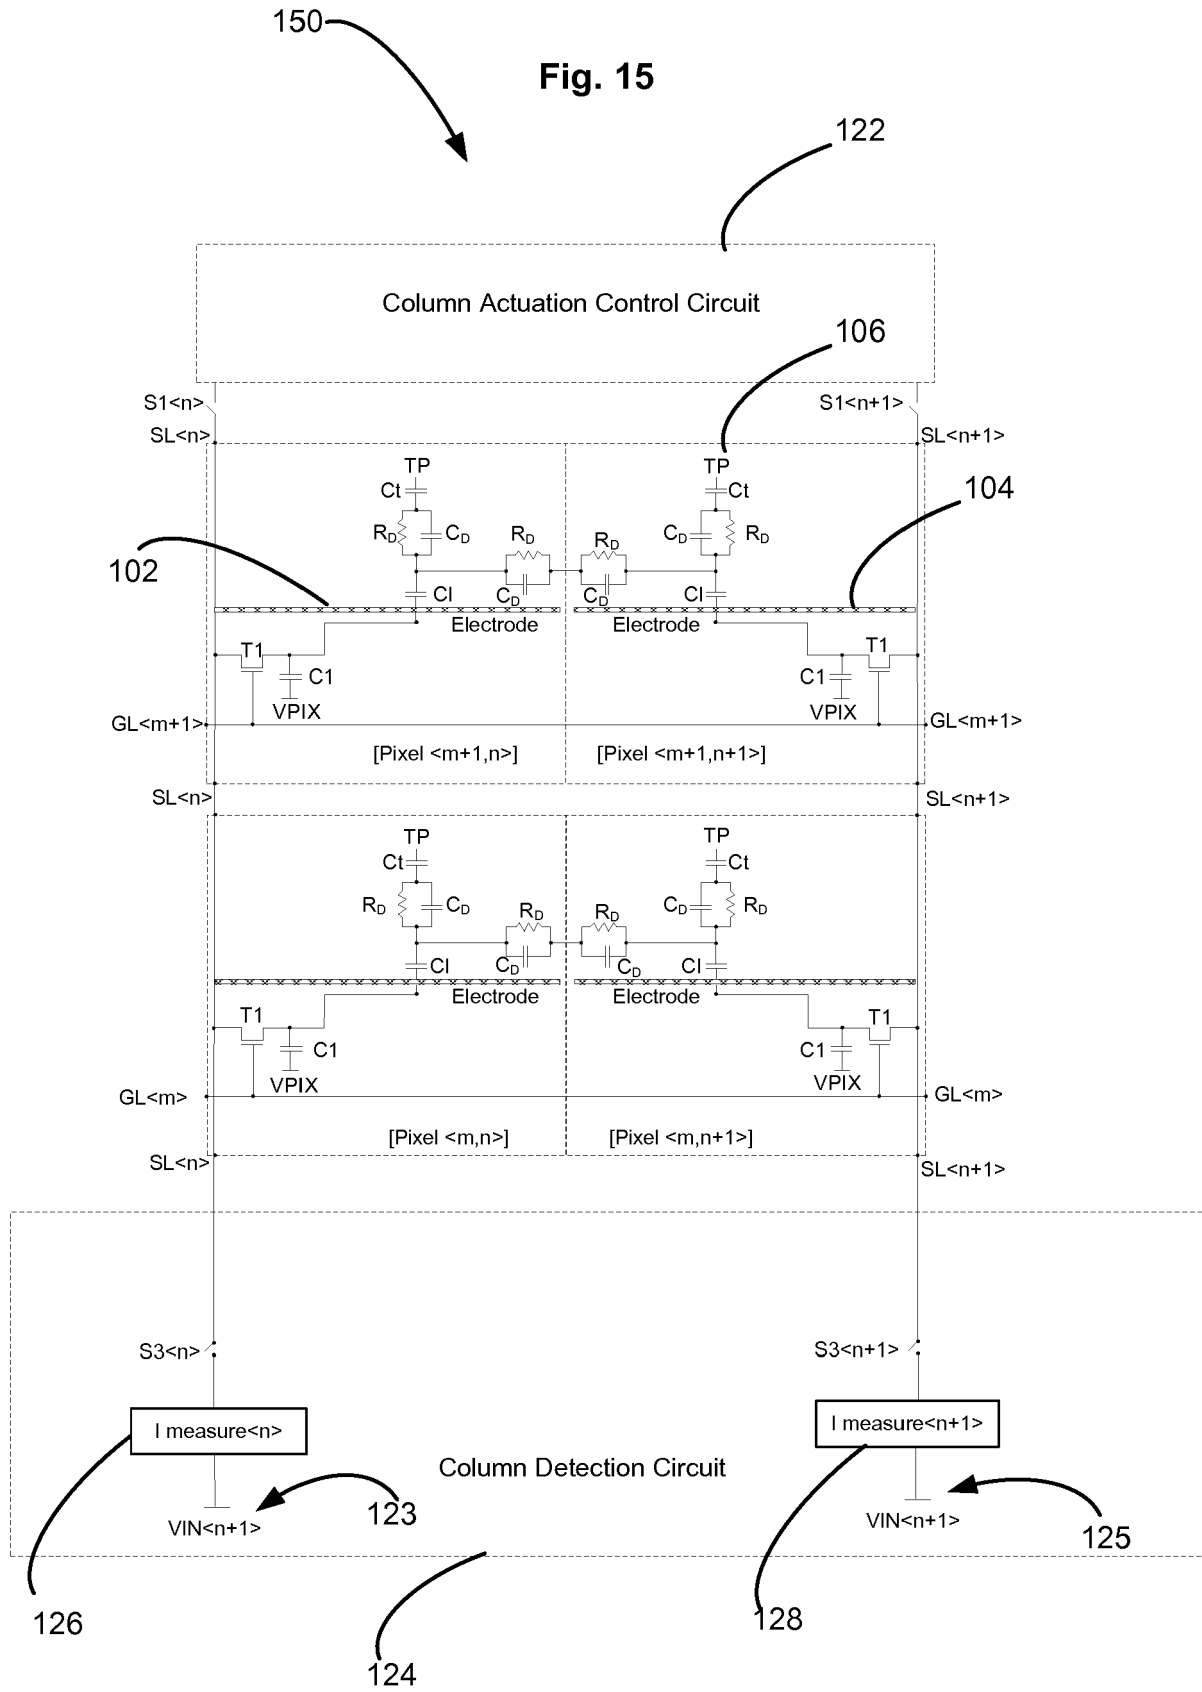 150
Fig. 15
122
Column Actuation Control Circuit
106
S1<n>
S1<n+1>
SL<n>
SL<n+1>
TP
TP
Ct
Ct
104
RD
CD
RD
RD
CD
RD
102
CI
CD
CD
CI
Electrode
Electrode
T1
T1
C1
C1
VPIX
VPIX
GL<m+1>
GL<m+1>
[Pixel <m+1,n>]
[Pixel <m+1,n+1>]
SL<n>
SL<n+1>
TP
TP
Ct
Ct
RD
CD
RD
RD
CD
RD
CI
CD
CD
CI
Electrode
Electrode
T1
T1
C1
C1
VPIX
VPIX
GL<m>
GL<m>
[Pixel <m,n>]
[Pixel <m,n+1>]
SL<n>
SL<n+1>
S3<n>
S3<n+1>
I measure<n>
I measure<n+1>
Column Detection Circuit
123
VIN<n+1>
VIN<n+1>
125
126
128
124